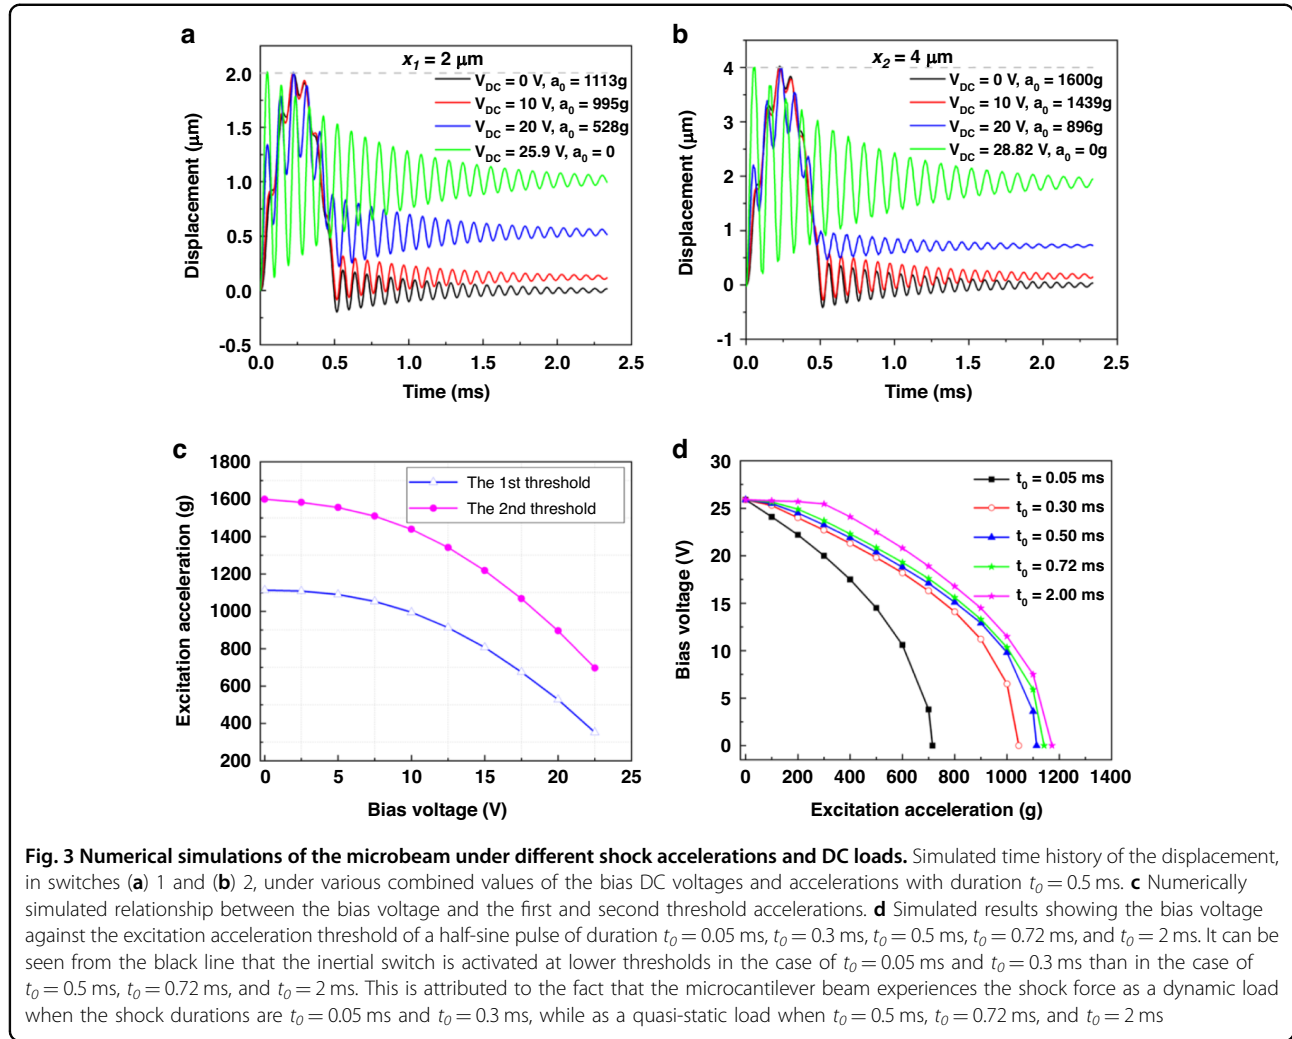 a
x₁ = 2 µm
V_DC = 0 V, a₀ = 1113g
V_DC = 10 V, a₀ = 995g
V_DC = 20 V, a₀ = 528g
V_DC = 25.9 V, a₀ = 0
2.0
1.5
1.0
0.5
0.0
-0.5
Displacement (µm)
0.0 0.5 1.0 1.5 2.0 2.5
Time (ms)
b
x₂ = 4 µm
V_DC = 0 V, a₀ = 1600g
V_DC = 10 V, a₀ = 1439g
V_DC = 20 V, a₀ = 896g
V_DC = 28.82 V, a₀ = 0g
4
3
2
1
0
-1
Displacement (µm)
0.0 0.5 1.0 1.5 2.0 2.5
Time (ms)
c
The 1st threshold
The 2nd threshold
1800
1600
1400
1200
1000
800
600
400
200
Excitation acceleration (g)
0 5 10 15 20 25
Bias voltage (V)
d
t₀ = 0.05 ms
t₀ = 0.30 ms
t₀ = 0.50 ms
t₀ = 0.72 ms
t₀ = 2.00 ms
30
25
20
15
10
5
0
Bias voltage (V)
0 200 400 600 800 1000 1200 1400
Excitation acceleration (g)
Fig. 3 Numerical simulations of the microbeam under different shock accelerations and DC loads. Simulated time history of the displacement,
in switches (a) 1 and (b) 2, under various combined values of the bias DC voltages and accelerations with duration t₀ = 0.5 ms. c Numerically
simulated relationship between the bias voltage and the first and second threshold accelerations. d Simulated results showing the bias voltage
against the excitation acceleration threshold of a half-sine pulse of duration t₀ = 0.05 ms, t₀ = 0.3 ms, t₀ = 0.5 ms, t₀ = 0.72 ms, and t₀ = 2 ms. It can be
seen from the black line that the inertial switch is activated at lower thresholds in the case of t₀ = 0.05 ms and t₀ = 0.3 ms than in the case of
t₀ = 0.5 ms, t₀ = 0.72 ms, and t₀ = 2 ms. This is attributed to the fact that the microcantilever beam experiences the shock force as a dynamic load
when the shock durations are t₀ = 0.05 ms and t₀ = 0.3 ms, while as a quasi-static load when t₀ = 0.5 ms, t₀ = 0.72 ms, and t₀ = 2 ms